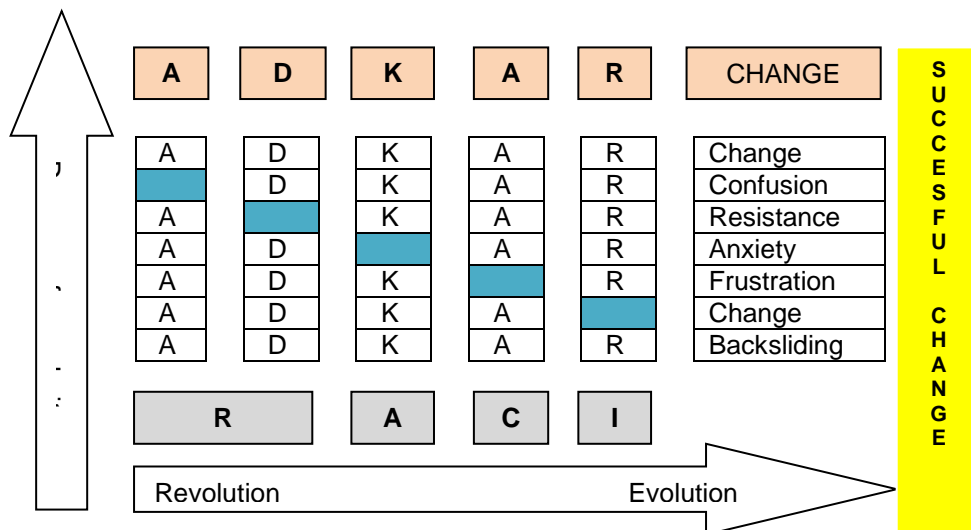 A D K A R CHANGE
A D K A R Change
D K A R Confusion
A K A R Resistance
A D A R Anxiety
A D K R Frustration
A D K A Change
A D K A R Backsliding
R A C I
Revolution Evolution
SUCCESFUL CHANGE